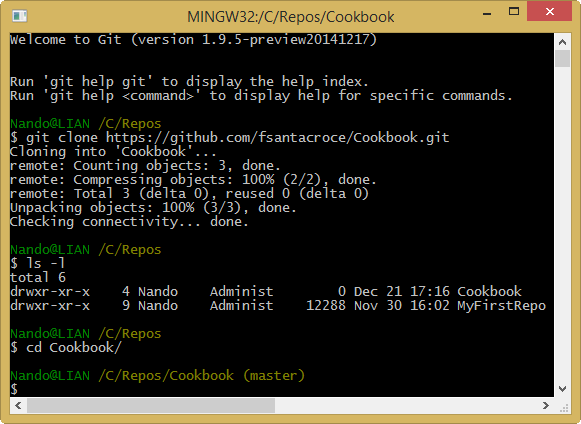 MINGW32:/C/Repos/Cookbook
Welcome to Git (version 1.9.5-preview20141217)
Run 'git help git' to display the help index.
Run 'git help <command>' to display help for specific commands.
Nando@LIAN /C/Repos
$ git clone https://github.com/fsantacroce/Cookbook.git
Cloning into 'Cookbook'...
remote: Counting objects: 3, done.
remote: Compressing objects: 100% (2/2), done.
remote: Total 3 (delta 0), reused 0 (delta 0)
Unpacking objects: 100% (3/3), done.
Checking connectivity... done.
Nando@LIAN /C/Repos
$ ls -l
total 6
drwxr-xr-x    4 Nando    Administ        0 Dec 21 17:16 Cookbook
drwxr-xr-x    9 Nando    Administ    12288 Nov 30 16:02 MyFirstRepo
Nando@LIAN /C/Repos
$ cd Cookbook/
Nando@LIAN /C/Repos/Cookbook (master)
$